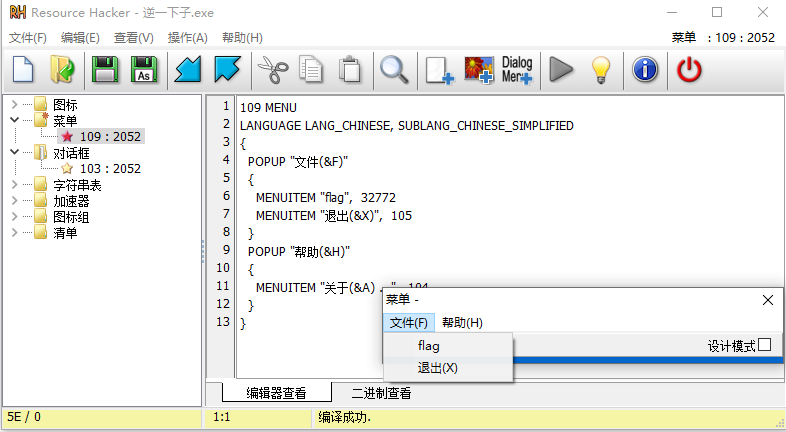 Resource Hacker - 逆一下子.exe
文件(F) 编辑(E) 查看(V) 操作(A) 帮助(H) 菜单 : 109 : 2052
As
Dialog
Menu
图标
菜单
109 : 2052
对话框
103 : 2052
字符串表
加速器
图标组
清单
1 109 MENU
2 LANGUAGE LANG_CHINESE, SUBLANG_CHINESE_SIMPLIFIED
3 {
4 POPUP "文件(&F)"
5 {
6 MENUITEM "flag", 32772
7 MENUITEM "退出(&X)", 105
8 }
9 POPUP "帮助(&H)"
10 {
11 MENUITEM "关于(&A) ...", 104
12 }
13 }
菜单 -
文件(F) 帮助(H)
flag
退出(X)
设计模式
编辑器查看 二进制查看
5E / 0 1:1 编译成功.